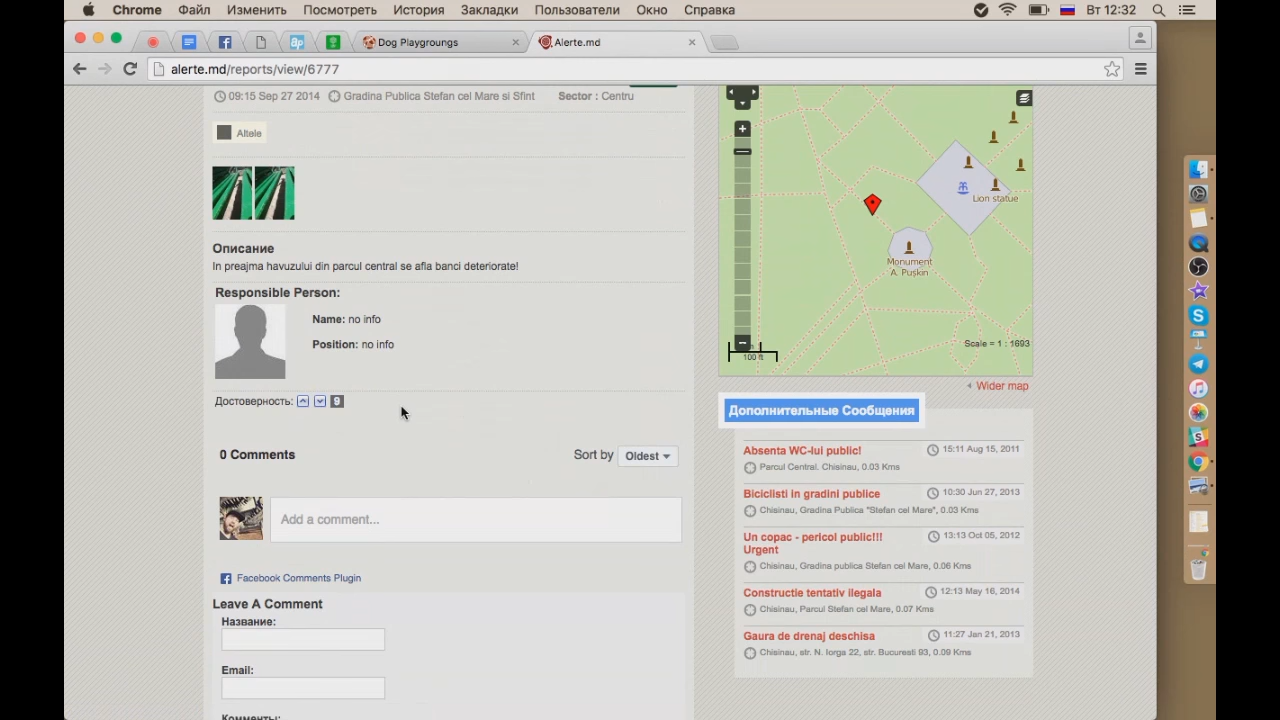 Chrome Файл Изменить Посмотреть История Закладки Пользователи Окно Справка Вт 12:32
Dog Playgroungs
Alerte.md
alerte.md/reports/view/6777
09:15 Sep 27 2014 Gradina Publica Stefan cel Mare si Sfint Sector : Centru
Altele
Описание
In preajma havuzului din parcul central se afla banci deteriorate!
Responsible Person:
Name: no info
Position: no info
Достоверность: 9
0 Comments
Sort by Oldest
Add a comment...
Facebook Comments Plugin
Leave A Comment
Название:
Email:
Комменты:
Lion statue
Monument
A. Pușkin
Scale = 1 : 1693
100 ft
Wider map
Дополнительные Сообщения
Absenta WC-lui public! 15:11 Aug 15, 2011
Parcul Central. Chisinau, 0.03 Kms
Biciclisti in gradini publice 10:30 Jun 27, 2013
Chisinau, Gradina Publica "Stefan cel Mare", 0.03 Kms
Un copac - pericol public!!! 13:13 Oct 05, 2012
Urgent
Chisinau, Gradina publica Stefan cel Mare, 0.06 Kms
Constructie tentativ ilegala 12:13 May 16, 2014
Chisinau, Parcul Stefan cel Mare, 0.07 Kms
Gaura de drenaj deschisa 11:27 Jan 21, 2013
Chisinau, str. N. Iorga 22, str. Bucuresti 93, 0.09 Kms